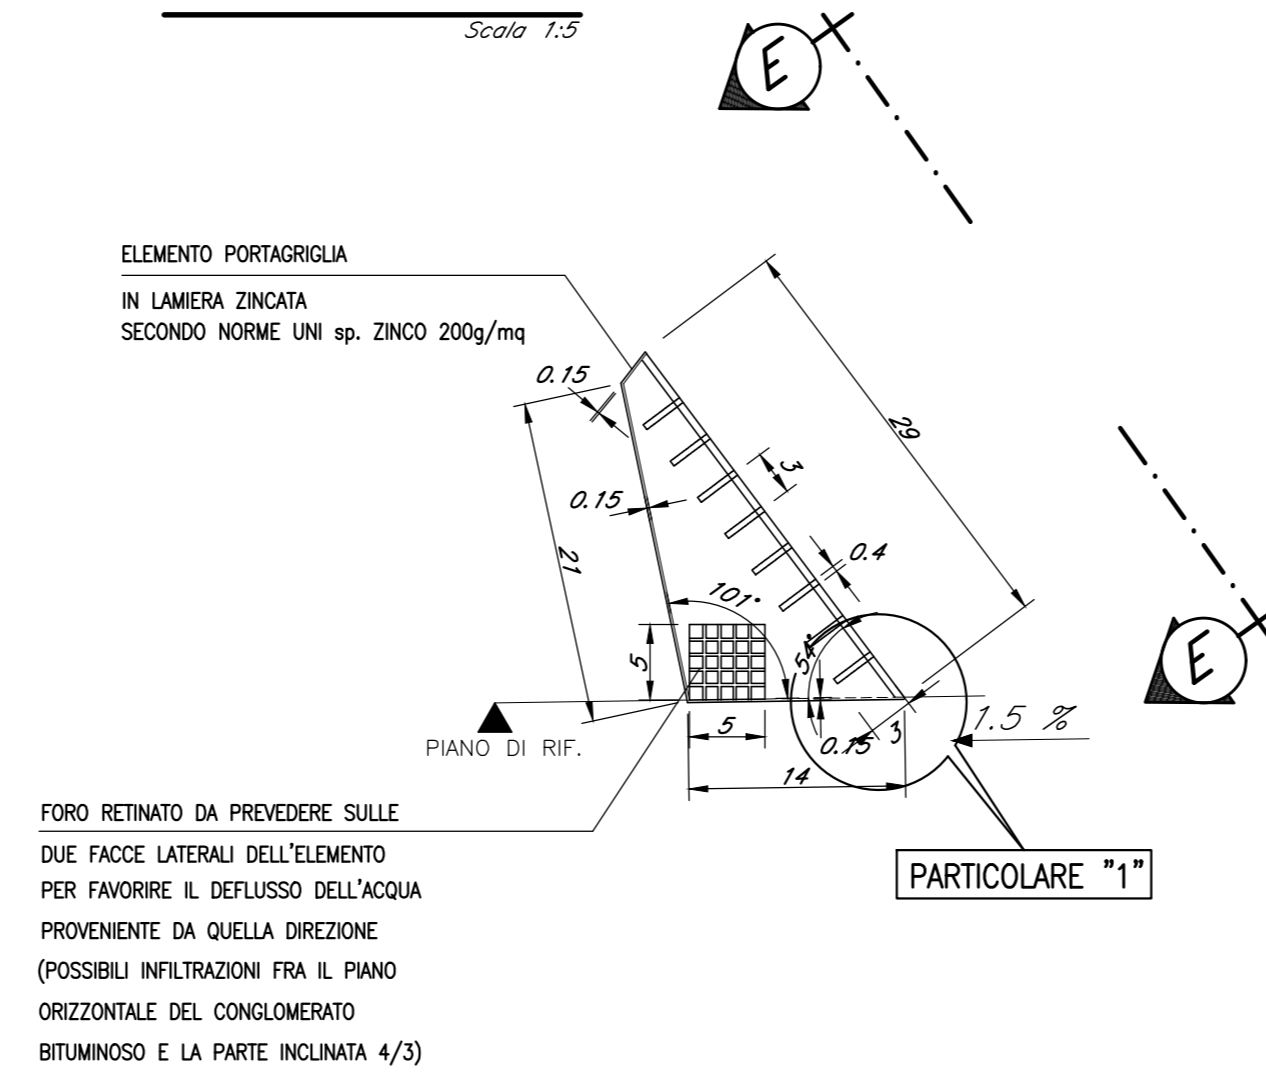 Scala 1:5
E
ELEMENTO PORTAGRIGLIA
IN LAMIERA ZINCATA
SECONDO NORME UNI sp. ZINCO 200g/mq
0.15
29
3
0.15
21
0.4
101°
54°
5
E
1.5 %
PIANO DI RIF.
5
0.15
3
14
FORO RETINATO DA PREVEDERE SULLE
DUE FACCE LATERALI DELL'ELEMENTO
PER FAVORIRE IL DEFLUSSO DELL'ACQUA
PROVENIENTE DA QUELLA DIREZIONE
(POSSIBILI INFILTRAZIONI FRA IL PIANO
ORIZZONTALE DEL CONGLOMERATO
BITUMINOSO E LA PARTE INCLINATA 4/3)
PARTICOLARE "1"